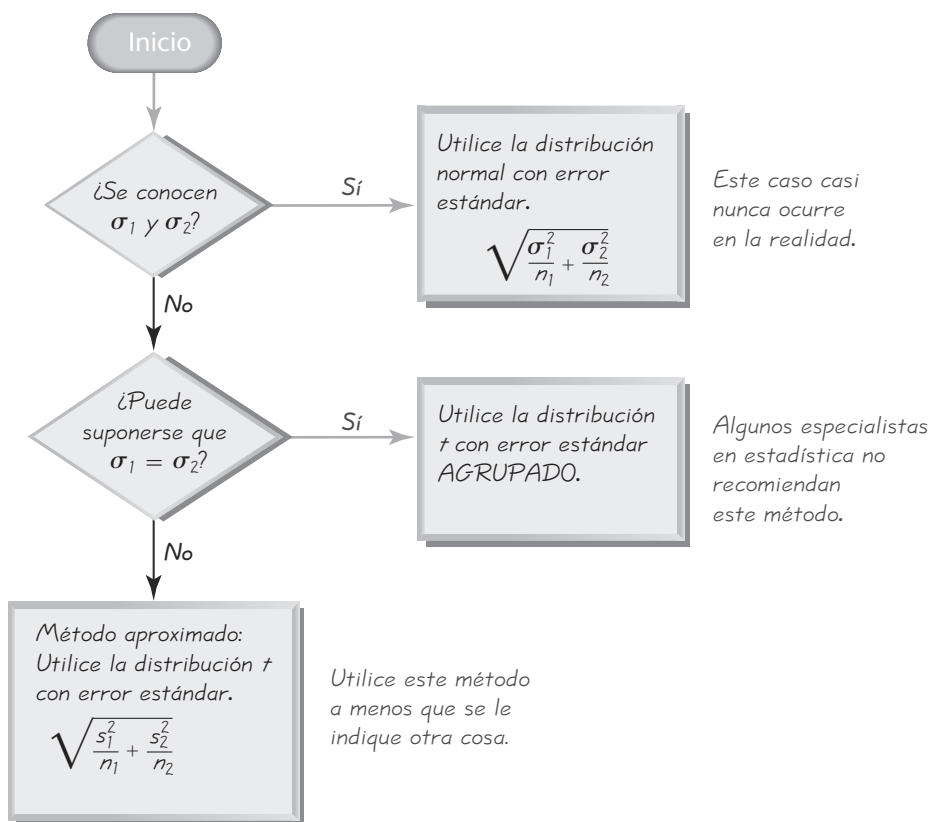 Inicio
¿Se conocen
σ₁ y σ₂?
Sí
Utilice la distribución
normal con error
estándar.
√(σ₁²/n₁ + σ₂²/n₂)
Este caso casi
nunca ocurre
en la realidad.
No
¿Puede
suponerse que
σ₁ = σ₂?
Sí
Utilice la distribución
t con error estándar
AGRUPADO.
Algunos especialistas
en estadística no
recomiendan
este método.
No
Método aproximado:
Utilice la distribución t
con error estándar.
√(s₁²/n₁ + s₂²/n₂)
Utilice este método
a menos que se le
indique otra cosa.